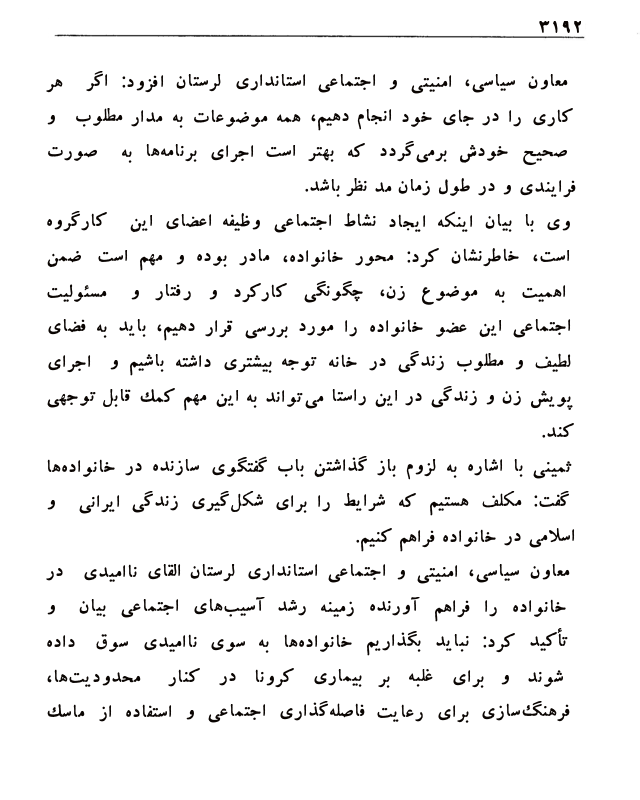 ۳۱۹۲
معاون سیاسی، امنیتی و اجتماعی استانداری لرستان افزود: اگر هر
کاری را در جای خود انجام دهیم، همه موضوعات به مدار مطلوب و
صحیح خودش برمی‌گردد که بهتر است اجرای برنامه‌ها به صورت
فرایندی و در طول زمان مد نظر باشد.
وی با بیان اینکه ایجاد نشاط اجتماعی وظیفه اعضای این کارگروه
است، خاطرنشان کرد: محور خانواده، مادر بوده و مهم است ضمن
اهمیت به موضوع زن، چگونگی کارکرد و رفتار و مسئولیت
اجتماعی این عضو خانواده را مورد بررسی قرار دهیم، باید به فضای
لطیف و مطلوب زندگی در خانه توجه بیشتری داشته باشیم و اجرای
پویش زن و زندگی در این راستا می‌تواند به این مهم کمك قابل توجهی
کند.
ثمینی با اشاره به لزوم باز گذاشتن باب گفتگوی سازنده در خانواده‌ها
گفت: مکلف هستیم که شرایط را برای شکل‌گیری زندگی ایرانی و
اسلامی در خانواده فراهم کنیم.
معاون سیاسی، امنیتی و اجتماعی استانداری لرستان القای ناامیدی در
خانواده را فراهم آورنده زمینه رشد آسیب‌های اجتماعی بیان و
تأکید کرد: نباید بگذاریم خانواده‌ها به سوی ناامیدی سوق داده
شوند و برای غلبه بر بیماری کرونا در کنار محدودیت‌ها،
فرهنگ‌سازی برای رعایت فاصله‌گذاری اجتماعی و استفاده از ماسك